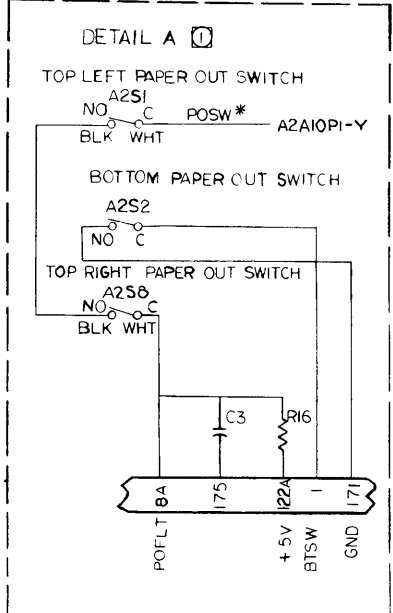 DETAIL A 1
TOP LEFT PAPER OUT SWITCH
A2S1
NO C POSW* A2A10P1-Y
BLK WHT
BOTTOM PAPER OUT SWITCH
A2S2
NO C
TOP RIGHT PAPER OUT SWITCH
A2S8
NO C
BLK WHT
C3 R16
8A 175 122A 1 171
POFLT +5V BTSW GND